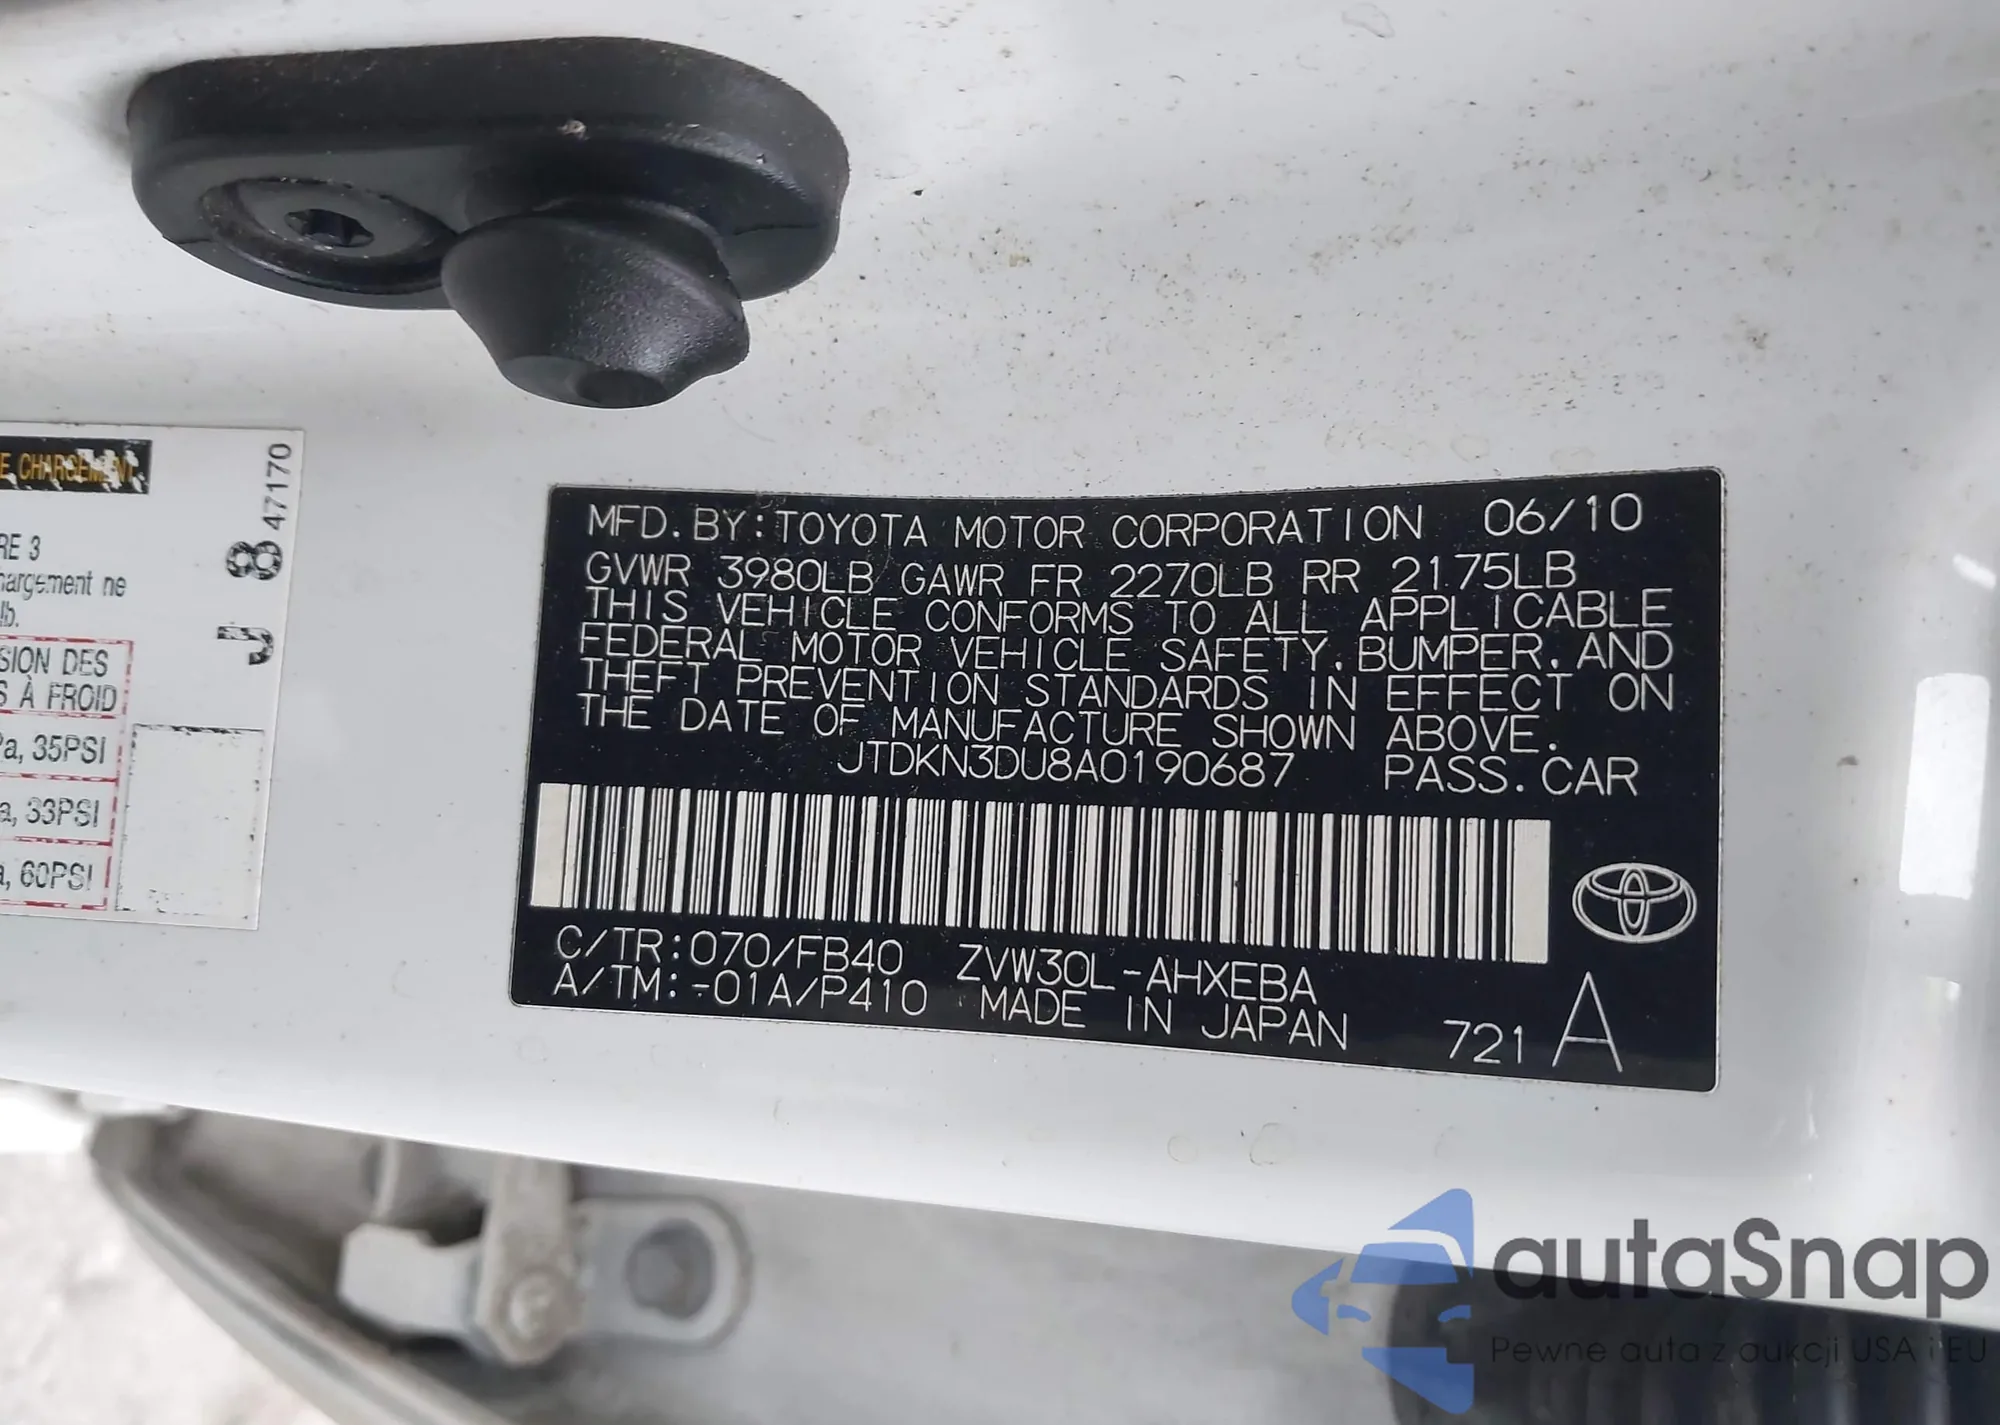 E CHARGEMENT
J 8 47170
RE 3
hargement ne
lb.
SION DES
S À FROID
Pa, 35PSI
a, 33PSI
a, 60PSI
MFD. BY: TOYOTA MOTOR CORPORATION 06/10
GVWR 3980LB GAWR FR 2270LB RR 2175LB
THIS VEHICLE CONFORMS TO ALL APPLICABLE
FEDERAL MOTOR VEHICLE SAFETY, BUMPER, AND
THEFT PREVENTION STANDARDS IN EFFECT ON
THE DATE OF MANUFACTURE SHOWN ABOVE.
JTDKN3DU8A0190687 PASS. CAR
C/TR: 070/FB40 ZVW30L-AHXEBA
A/TM: -01A/P410 MADE IN JAPAN 721 A
autaSnap
Pewne auta z aukcji USA i EU